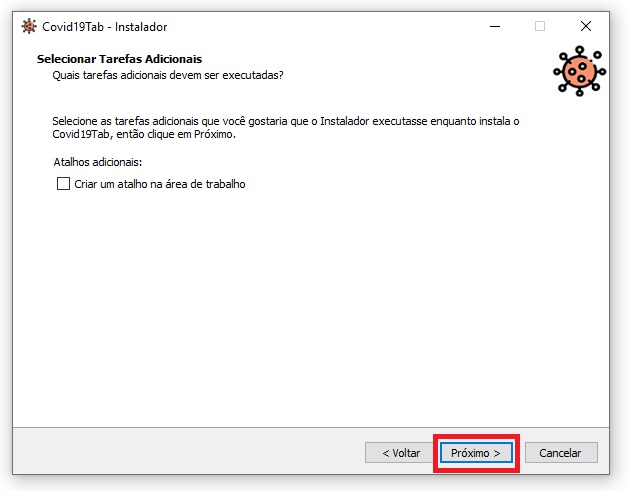 Covid19Tab - Instalador
Selecionar Tarefas Adicionais
Quais tarefas adicionais devem ser executadas?
Selecione as tarefas adicionais que você gostaria que o Instalador executasse enquanto instala o
Covid19Tab, então clique em Próximo.
Atalhos adicionais:
Criar um atalho na área de trabalho
< Voltar
Próximo >
Cancelar